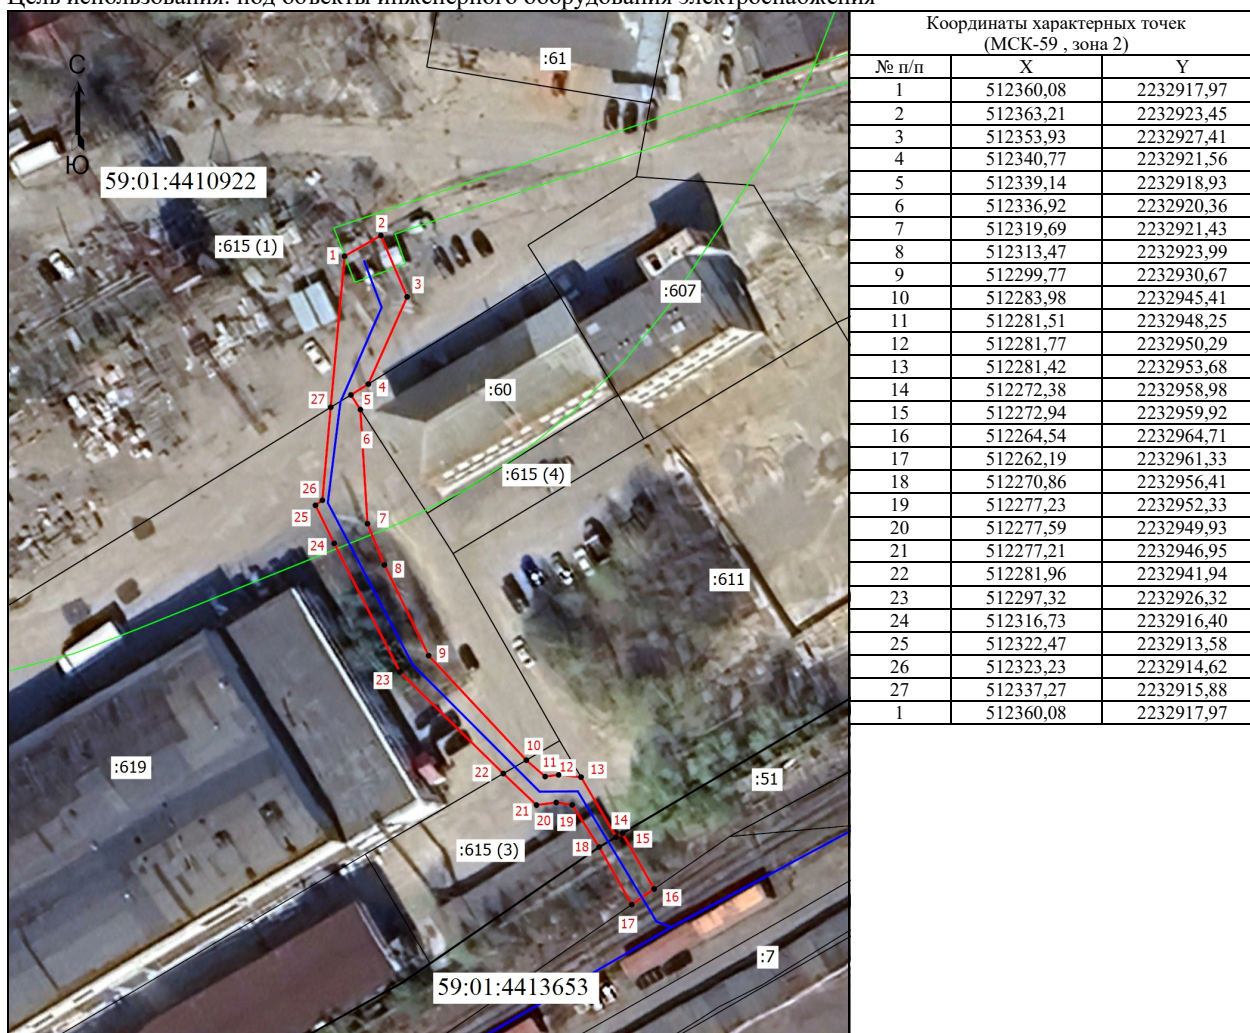 Цель использования: под объекты инженерного оборудования электроснабжения
Координаты характерных точек
(МСК-59 , зона 2)
№ п/п X Y
1 512360,08 2232917,97
2 512363,21 2232923,45
3 512353,93 2232927,41
4 512340,77 2232921,56
5 512339,14 2232918,93
6 512336,92 2232920,36
7 512319,69 2232921,43
8 512313,47 2232923,99
9 512299,77 2232930,67
10 512283,98 2232945,41
11 512281,51 2232948,25
12 512281,77 2232950,29
13 512281,42 2232953,68
14 512272,38 2232958,98
15 512272,94 2232959,92
16 512264,54 2232964,71
17 512262,19 2232961,33
18 512270,86 2232956,41
19 512277,23 2232952,33
20 512277,59 2232949,93
21 512277,21 2232946,95
22 512281,96 2232941,94
23 512297,32 2232926,32
24 512316,73 2232916,40
25 512322,47 2232913,58
26 512323,23 2232914,62
27 512337,27 2232915,88
1 512360,08 2232917,97
С
Ю
:61
59:01:4410922
:615 (1)
2
1
3
:607
:60
4
27
5
6
:615 (4)
26
25
7
24
8
:611
9
23
:619
10
11
12
13
22
:51
21
20
19
14
15
18
:615 (3)
16
17
:7
59:01:4413653